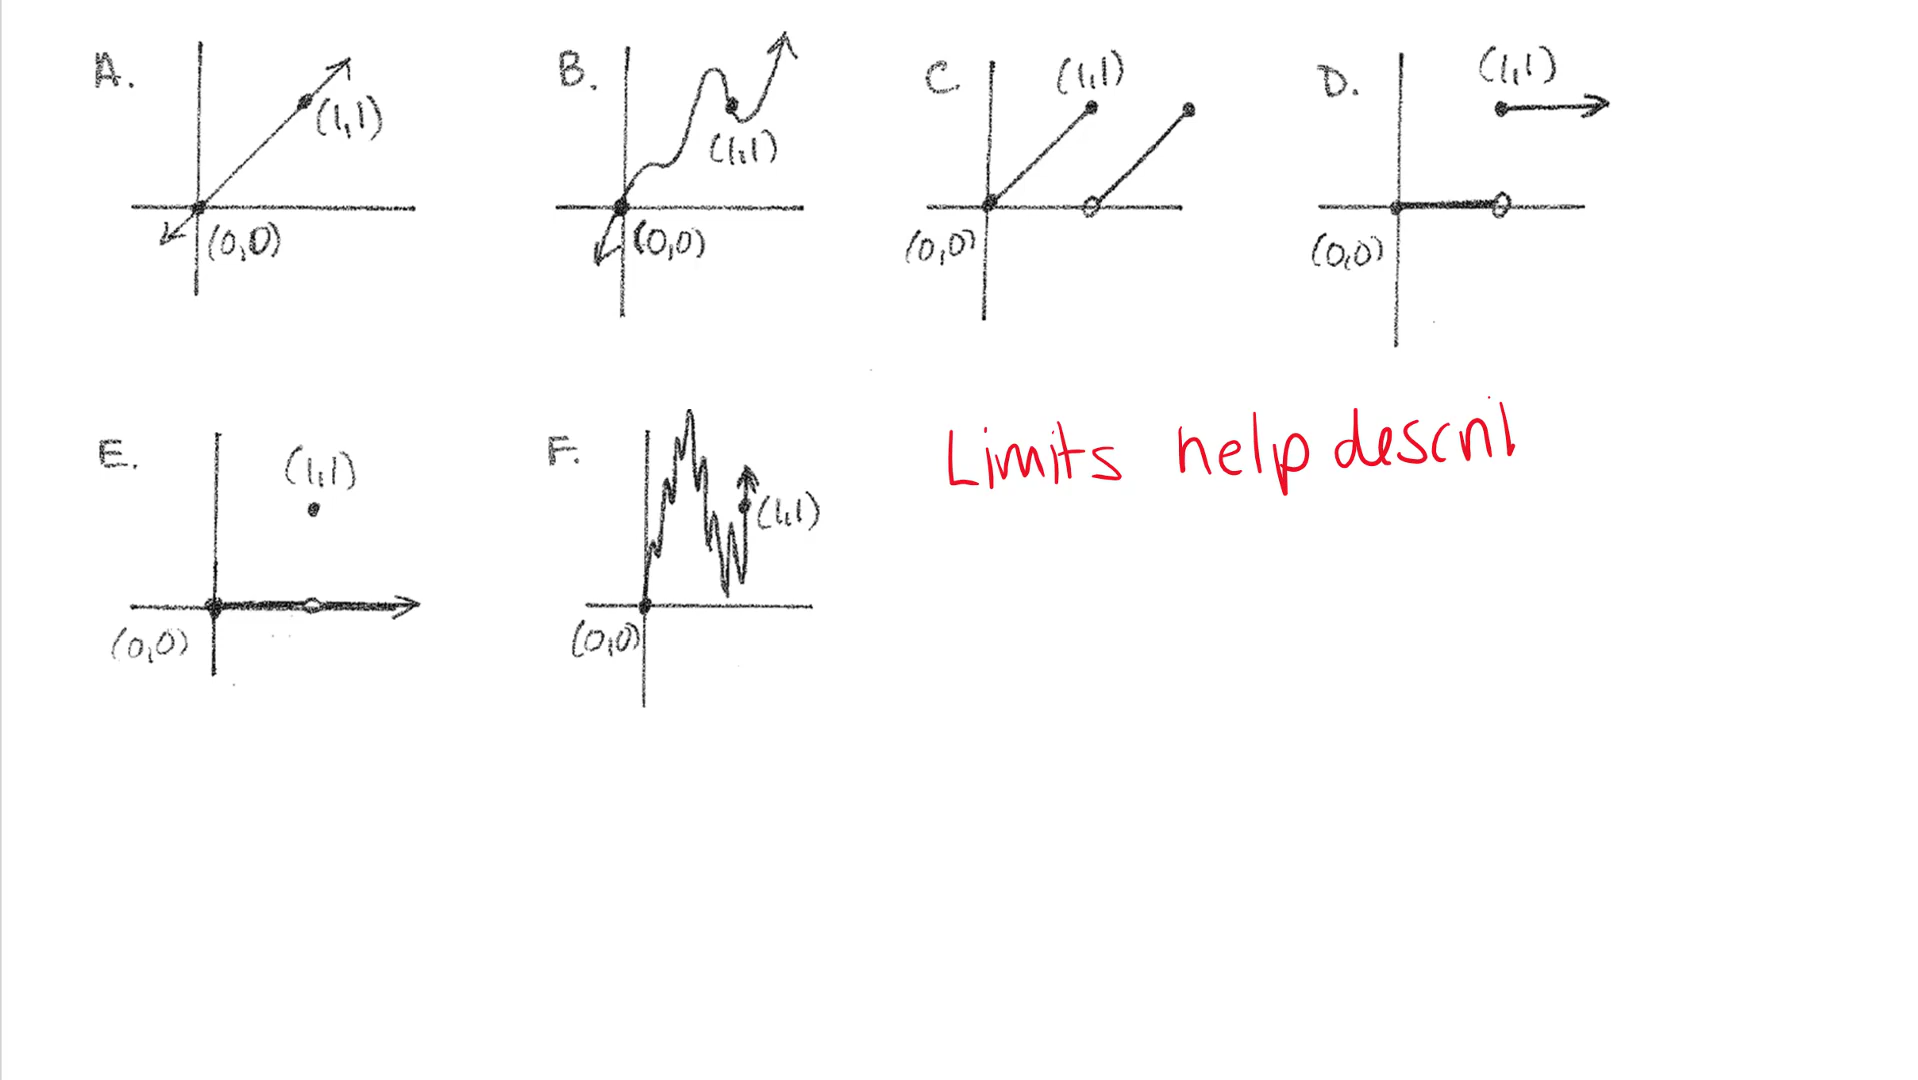 A.
(1,1)
(0,0)
B.
(1,1)
(0,0)
C
(1,1)
(0,0)
D.
(1,1)
(0,0)
E.
(1,1)
(0,0)
F.
(1,1)
(0,0)
Limits help